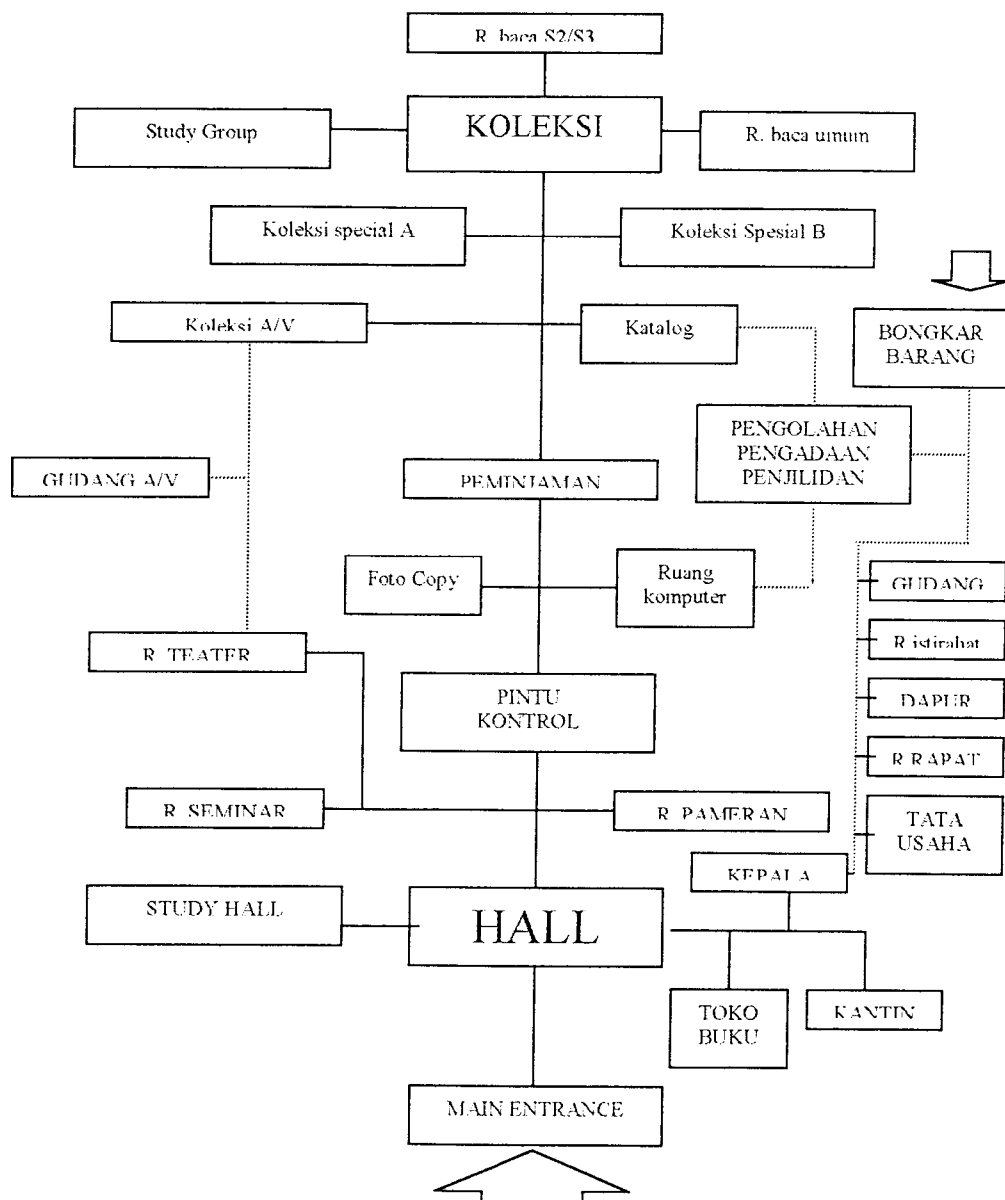 R. baca S2/S3
KOLEKSI
Study Group
R. baca umum
Koleksi special A
Koleksi Spesial B
Koleksi A/V
Katalog
BONGKAR
BARANG
PENGOLAHAN
PENGADAAN
PENJILIDAN
GUDANG A/V
PEMINJAMAN
Foto Copy
Ruang
komputer
GUDANG
R. TEATER
R istirahat
PINTU
KONTROL
DAPUR
R RAPAT
R. SEMINAR
R. PAMERAN
TATA
USAHA
KEPALA
STUDY HALL
HALL
TOKO
BUKU
KANTIN
MAIN ENTRANCE